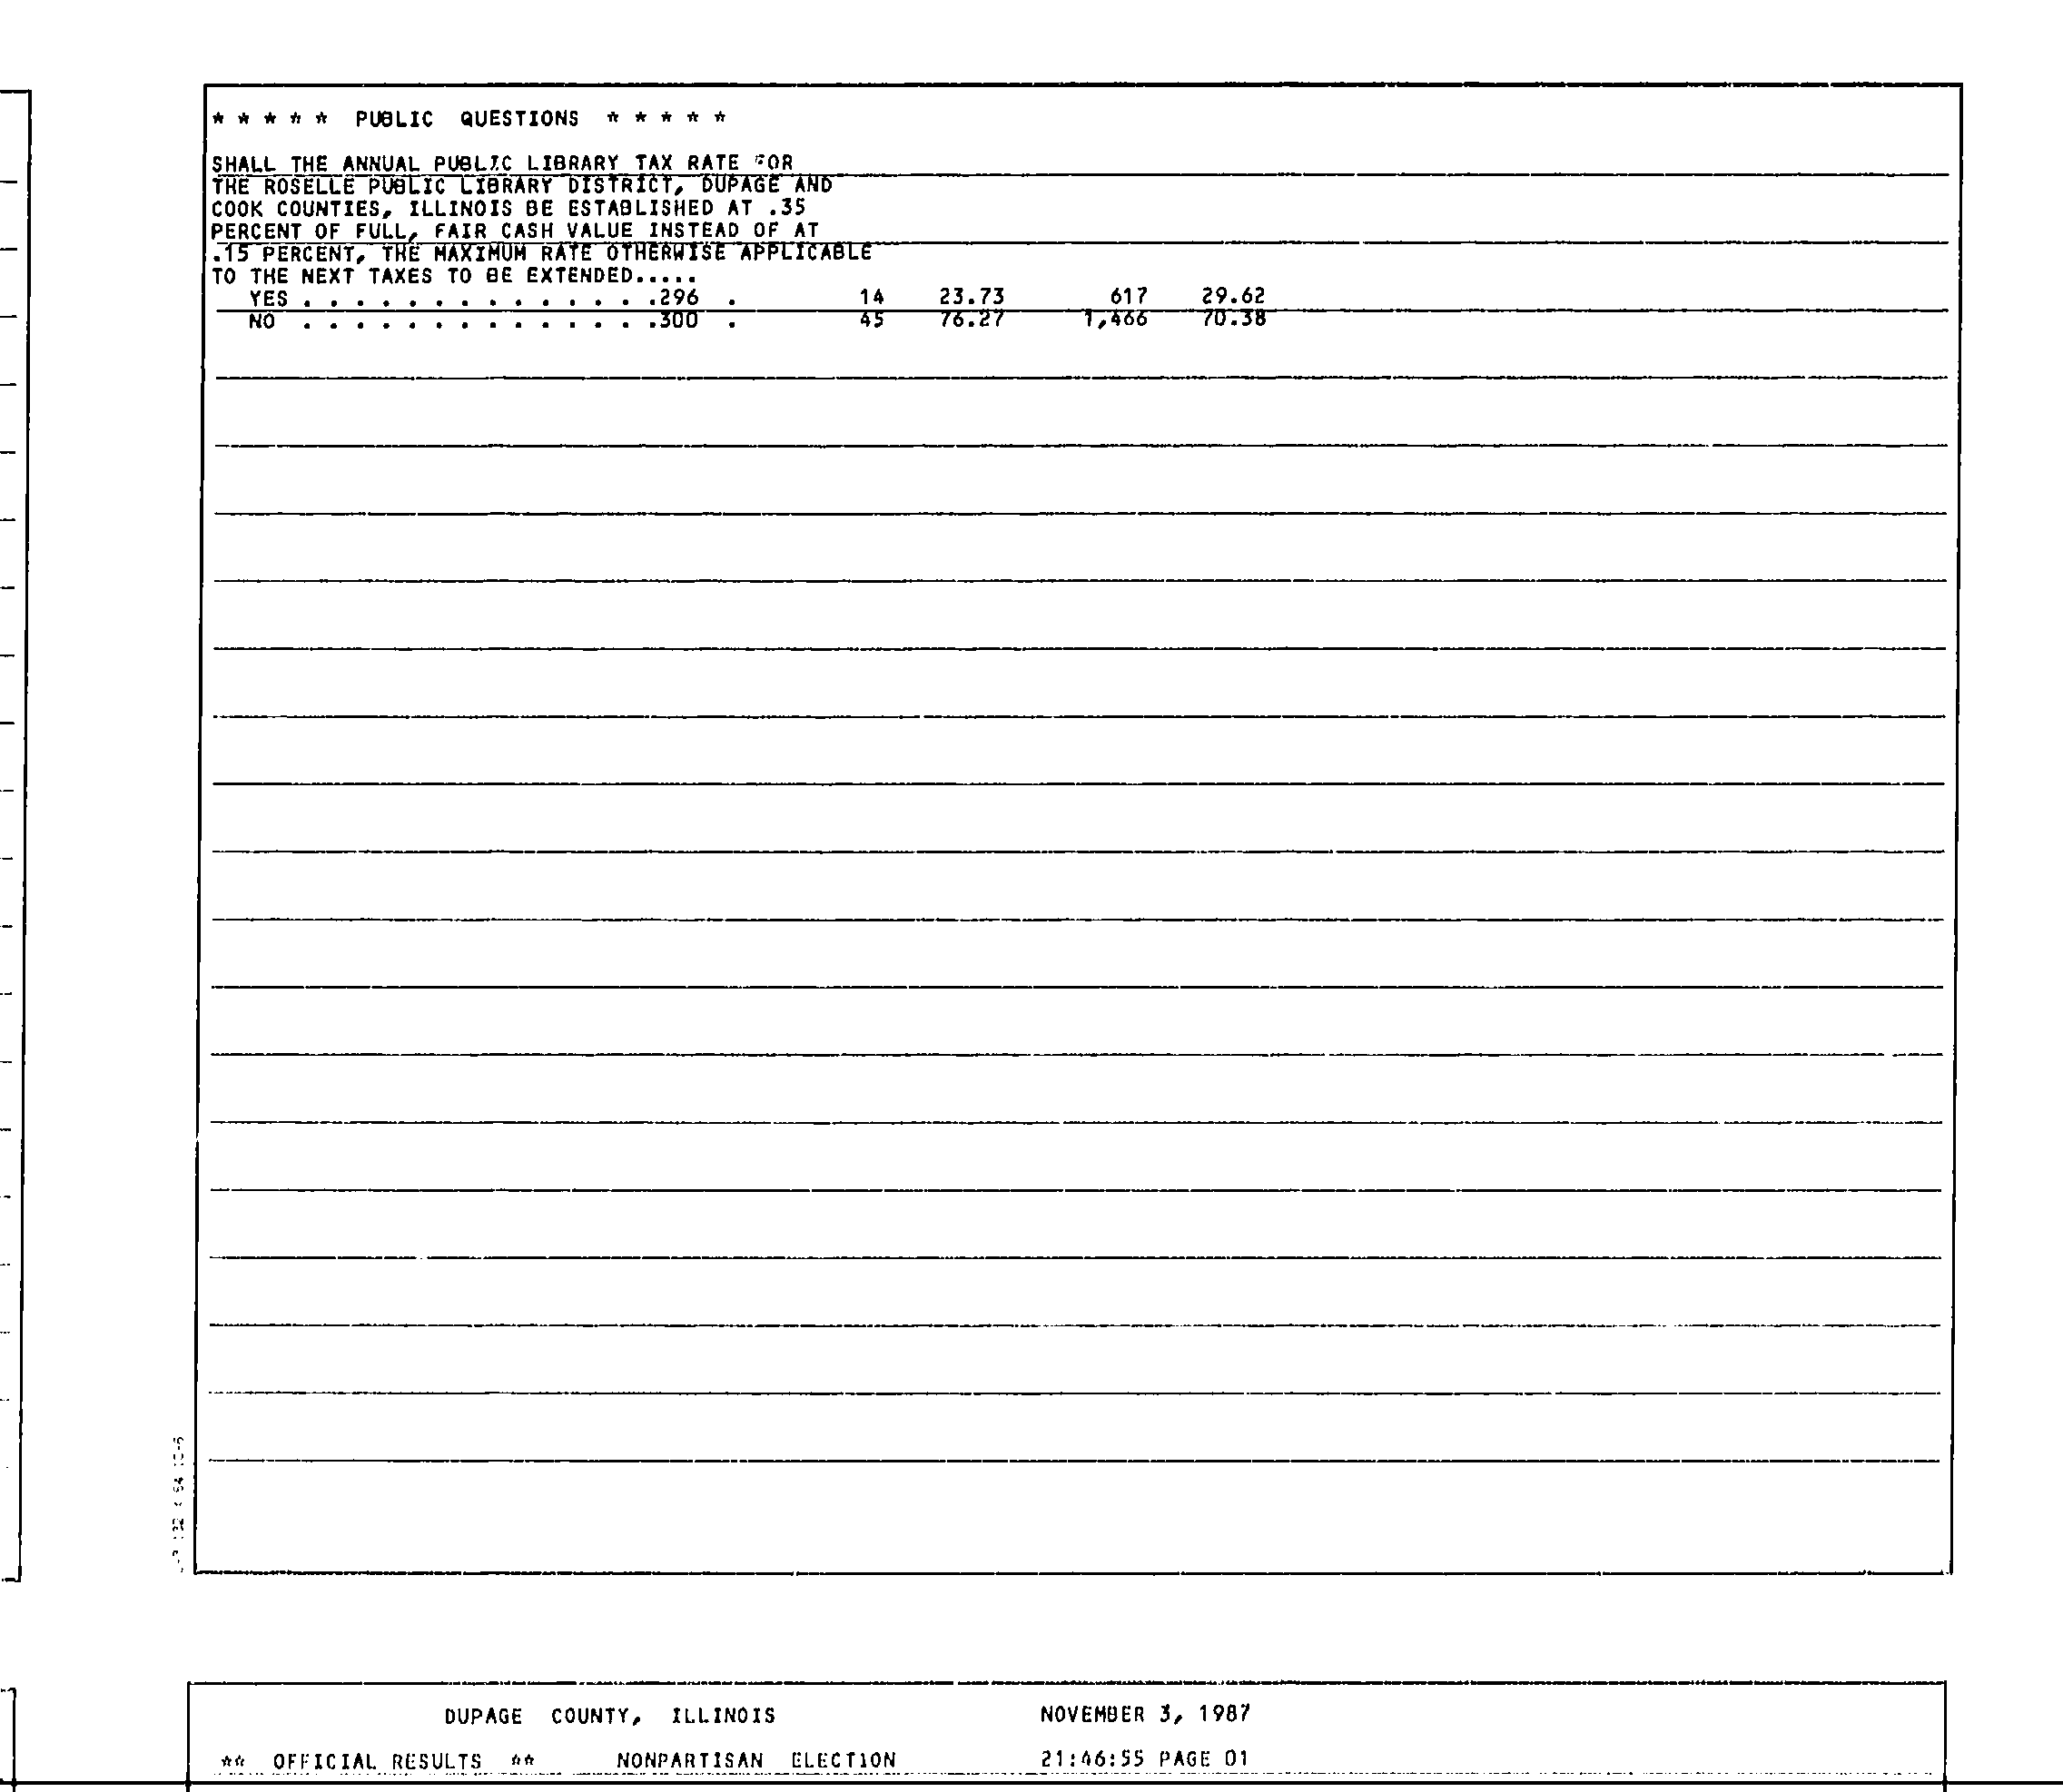 * * * * * PUBLIC QUESTIONS * * * * *
SHALL THE ANNUAL PUBLIC LIBRARY TAX RATE FOR
THE ROSELLE PUBLIC LIBRARY DISTRICT, DUPAGE AND
COOK COUNTIES, ILLINOIS BE ESTABLISHED AT .35
PERCENT OF FULL, FAIR CASH VALUE INSTEAD OF AT
.15 PERCENT, THE MAXIMUM RATE OTHERWISE APPLICABLE
TO THE NEXT TAXES TO BE EXTENDED.....
YES . . . . . . . . . . . . . .296 . 14 23.73 617 29.62
NO . . . . . . . . . . . . . .300 . 45 76.27 1,466 70.38
DUPAGE COUNTY, ILLINOIS NOVEMBER 3, 1987
** OFFICIAL RESULTS ** NONPARTISAN ELECTION 21:46:55 PAGE 01